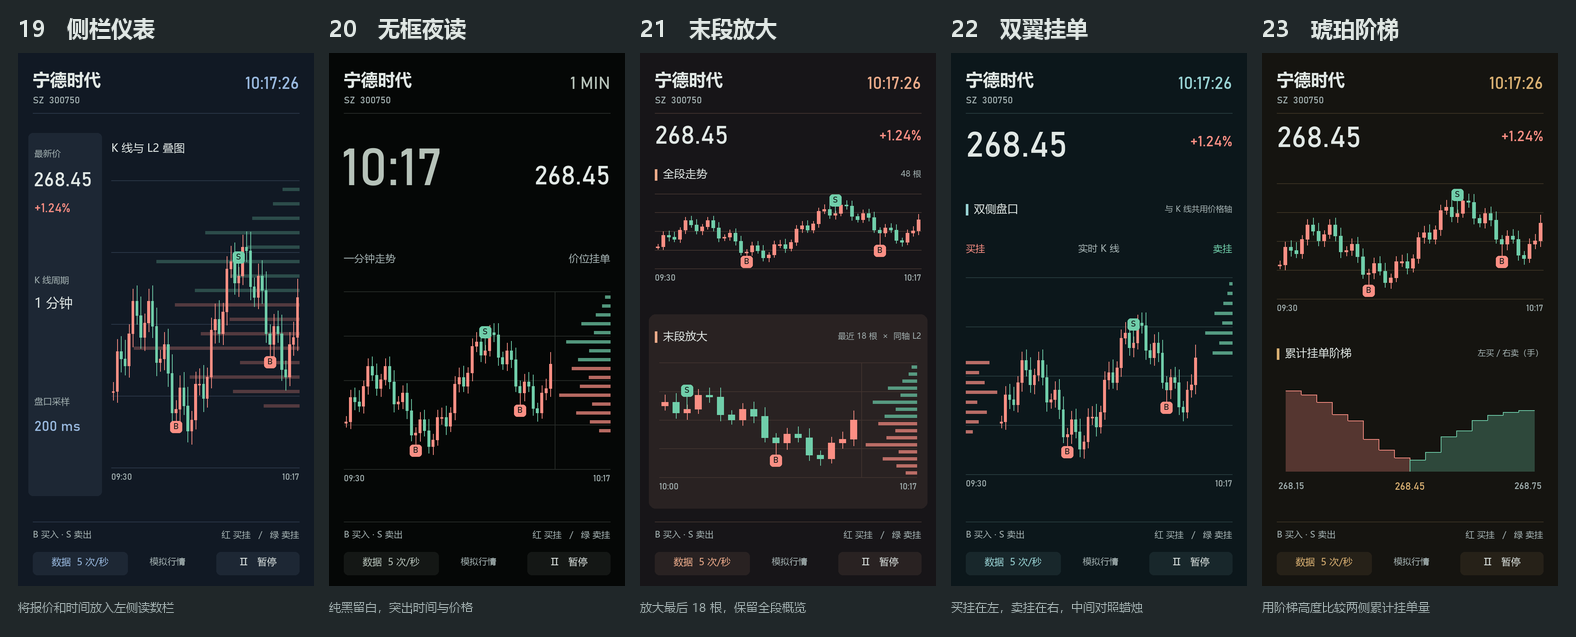 19 侧栏仪表
宁德时代
10:17:26
SZ 300750
最新价
268.45
+1.24%
K 线周期
1 分钟
盘口采样
200 ms
K 线与 L2 叠图
S
B
B
09:30
10:17
B 买入 · S 卖出
红 买挂 / 绿 卖挂
数据 5 次/秒
模拟行情
II 暂停
将报价和时间放入左侧读数栏
20 无框夜读
宁德时代
1 MIN
SZ 300750
10:17
268.45
一分钟走势
价位挂单
S
B
B
09:30
10:17
B 买入 · S 卖出
红 买挂 / 绿 卖挂
数据 5 次/秒
模拟行情
II 暂停
纯黑留白，突出时间与价格
21 末段放大
宁德时代
10:17:26
SZ 300750
268.45
+1.24%
全段走势
48 根
S
B
B
09:30
10:17
末段放大
最近 18 根 × 同轴 L2
S
B
10:00
10:17
B 买入 · S 卖出
红 买挂 / 绿 卖挂
数据 5 次/秒
模拟行情
II 暂停
放大最后 18 根，保留全段概览
22 双翼挂单
宁德时代
10:17:26
SZ 300750
268.45
+1.24%
双侧盘口
与 K 线共用价格轴
买挂
实时 K 线
卖挂
S
B
B
09:30
10:17
B 买入 · S 卖出
红 买挂 / 绿 卖挂
数据 5 次/秒
模拟行情
II 暂停
买挂在左，卖挂在右，中间对照蜡烛
23 琥珀阶梯
宁德时代
10:17:26
SZ 300750
268.45
+1.24%
S
B
B
09:30
10:17
累计挂单阶梯
左买 / 右卖（手）
268.15
268.45
268.75
B 买入 · S 卖出
红 买挂 / 绿 卖挂
数据 5 次/秒
模拟行情
II 暂停
用阶梯高度比较两侧累计挂单量